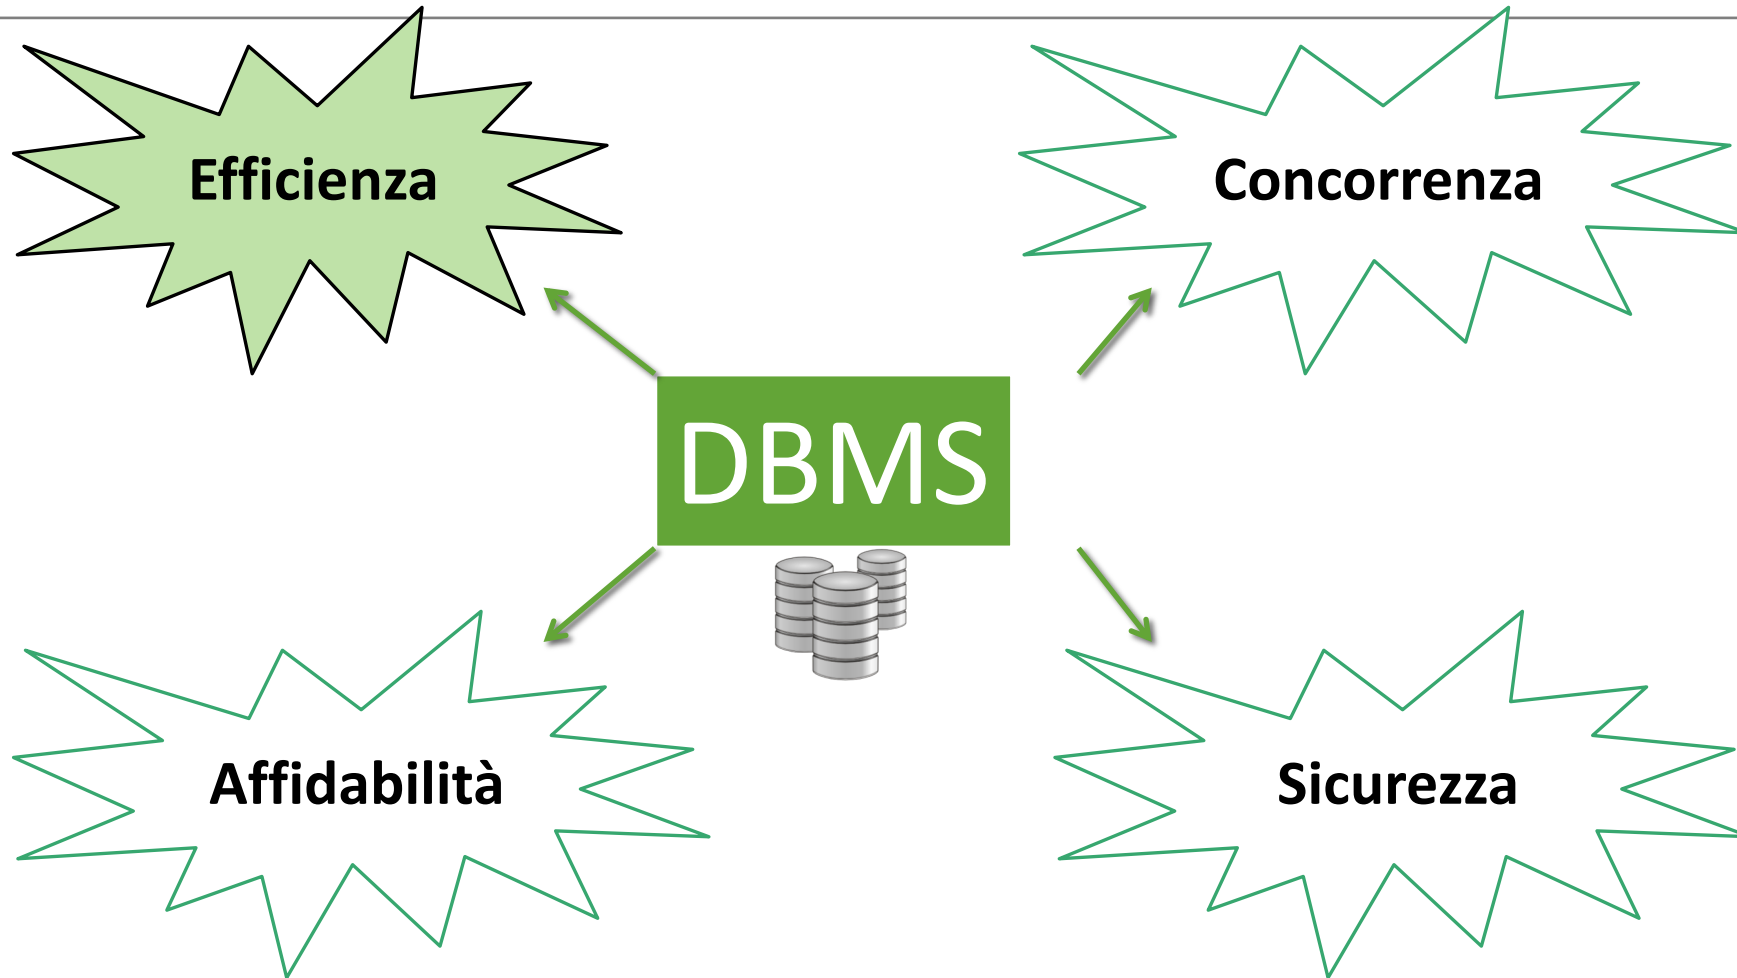 Efficienza
Concorrenza
DBMS
Affidabilità
Sicurezza